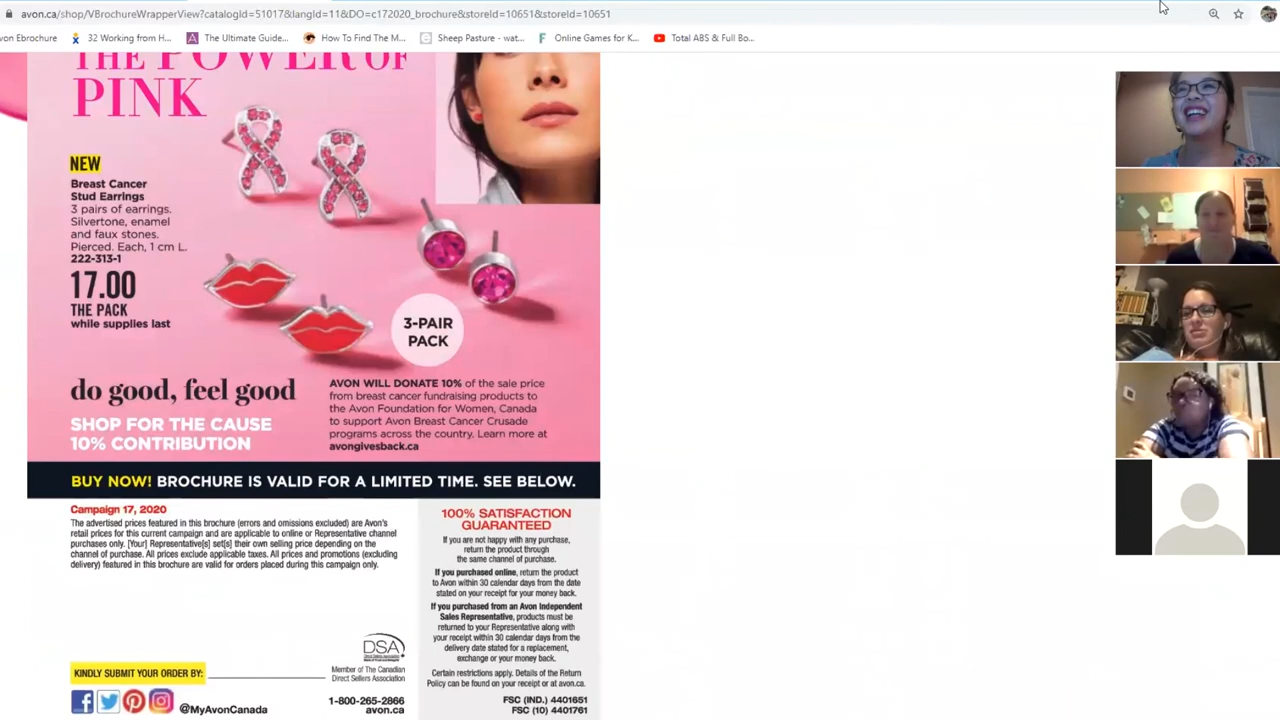 avon.ca/shop/VBrochureWrapperView?catalogId=51017&langId=11&DO=c172020_brochure&storeId=10651&storeId=10651
von Ebrochure 32 Working from H... The Ultimate Guide... How To Find The M... Sheep Pasture - wat... Online Games for K... Total ABS & Full Bo...
THE POWER OF
PINK
NEW
Breast Cancer
Stud Earrings
3 pairs of earrings.
Silvertone, enamel
and faux stones.
Pierced. Each, 1 cm L.
222-313-1
17.00
THE PACK
while supplies last
3-PAIR
PACK
do good, feel good
SHOP FOR THE CAUSE
10% CONTRIBUTION
AVON WILL DONATE 10% of the sale price
from breast cancer fundraising products to
the Avon Foundation for Women, Canada
to support Avon Breast Cancer Crusade
programs across the country. Learn more at
avongivesback.ca
BUY NOW! BROCHURE IS VALID FOR A LIMITED TIME. SEE BELOW.
Campaign 17, 2020
The advertised prices featured in this brochure (errors and omissions excluded) are Avon's
retail prices for this current campaign and are applicable to online or Representative channel
purchases only. [Your] Representative[s] set[s] their own selling price depending on the
channel of purchase. All prices exclude applicable taxes. All prices and promotions (excluding
delivery) featured in this brochure are valid for orders placed during this campaign only.
100% SATISFACTION
GUARANTEED
If you are not happy with any purchase,
return the product through
the same channel of purchase.
If you purchased online, return the product
to Avon within 30 calendar days from the date
stated on your receipt for your money back.
If you purchased from an Avon Independent
Sales Representative, products must be
returned to your Representative along with
your receipt within 30 calendar days from the
delivery date stated for a replacement,
exchange or your money back.
Certain restrictions apply. Details of the Return
Policy can be found on your receipt or at avon.ca.
FSC (IND.) 4401651
FSC (10) 4401761
DSA
Member of The Canadian
Direct Sellers Association
KINDLY SUBMIT YOUR ORDER BY:
@MyAvonCanada
1-800-265-2866
avon.ca